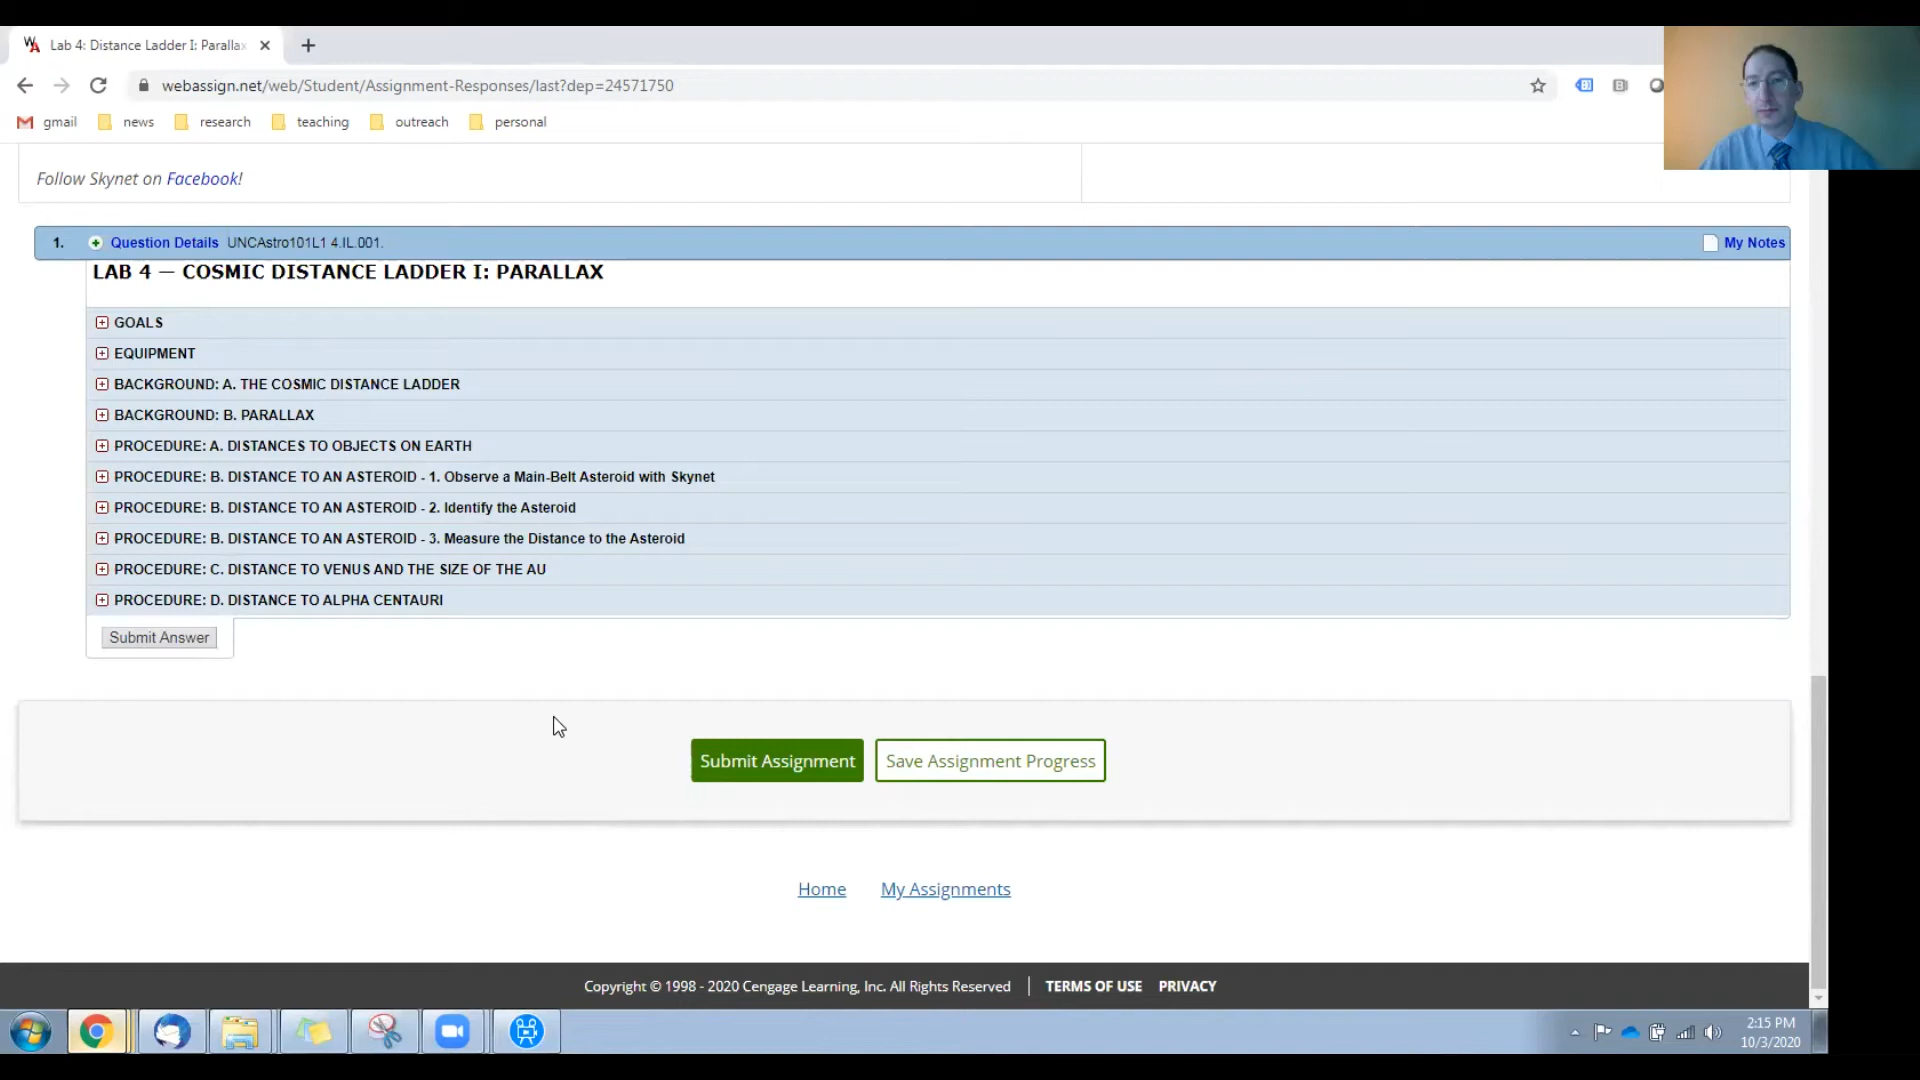 Lab 4: Distance Ladder I: Paralla
webassign.net/web/Student/Assignment-Responses/last?dep=24571750
gmail news research teaching outreach personal
Follow Skynet on Facebook!
1. Question Details UNCAstro101L1 4.IL.001. My Notes
LAB 4 — COSMIC DISTANCE LADDER I: PARALLAX
GOALS
EQUIPMENT
BACKGROUND: A. THE COSMIC DISTANCE LADDER
BACKGROUND: B. PARALLAX
PROCEDURE: A. DISTANCES TO OBJECTS ON EARTH
PROCEDURE: B. DISTANCE TO AN ASTEROID - 1. Observe a Main-Belt Asteroid with Skynet
PROCEDURE: B. DISTANCE TO AN ASTEROID - 2. Identify the Asteroid
PROCEDURE: B. DISTANCE TO AN ASTEROID - 3. Measure the Distance to the Asteroid
PROCEDURE: C. DISTANCE TO VENUS AND THE SIZE OF THE AU
PROCEDURE: D. DISTANCE TO ALPHA CENTAURI
Submit Answer
Submit Assignment Save Assignment Progress
Home My Assignments
Copyright © 1998 - 2020 Cengage Learning, Inc. All Rights Reserved | TERMS OF USE PRIVACY
2:15 PM
10/3/2020